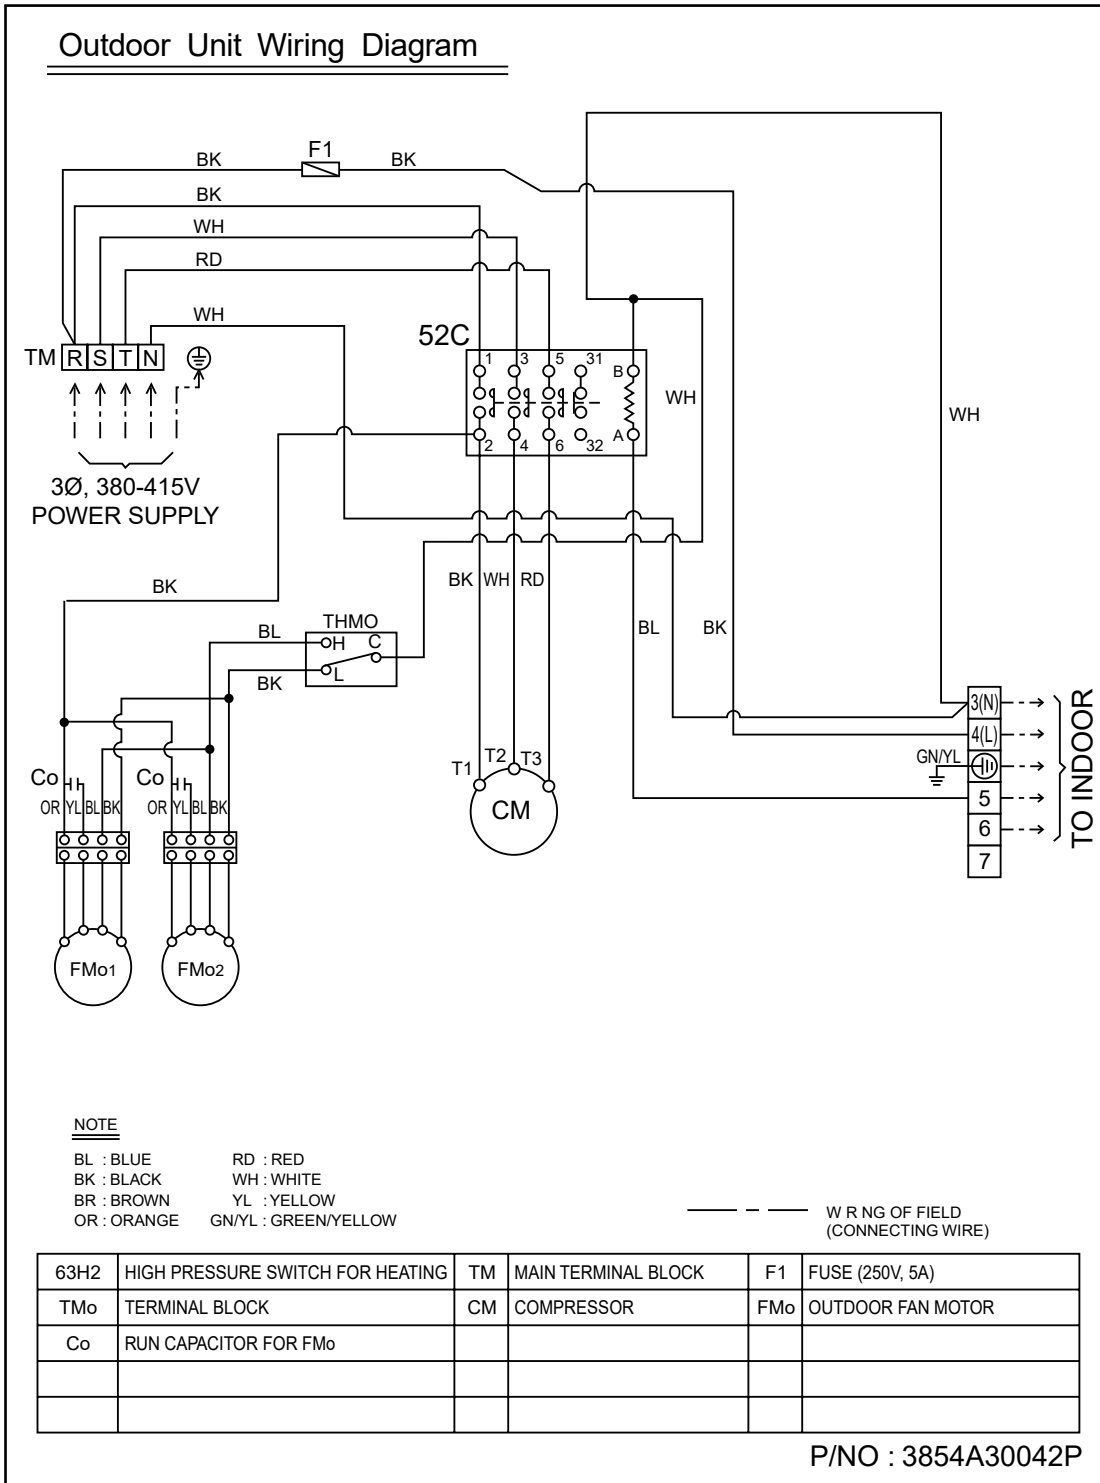 Outdoor Unit Wiring Diagram
F1
BK BK
BK
WH
RD
WH
52C
TM R S T N
1 3 5 31
B
WH
WH
A
2 4 6 32
3Ø, 380-415V
POWER SUPPLY
BK
BK WH RD
THMO
BL
H C
L
BK
BL
BK
3(N)
4(L)
GN/YL
5
6
7
TO INDOOR
T1 T2 T3
CM
Co Co
OR YL BL BK OR YL BL BK
FMo1 FMo2
NOTE
BL : BLUE RD : RED
BK : BLACK WH : WHITE
BR : BROWN YL : YELLOW
OR : ORANGE GN/YL : GREEN/YELLOW
W R NG OF FIELD
(CONNECTING WIRE)
63H2 HIGH PRESSURE SWITCH FOR HEATING TM MAIN TERMINAL BLOCK F1 FUSE (250V, 5A)
TMo TERMINAL BLOCK CM COMPRESSOR FMo OUTDOOR FAN MOTOR
Co RUN CAPACITOR FOR FMo
P/NO : 3854A30042P